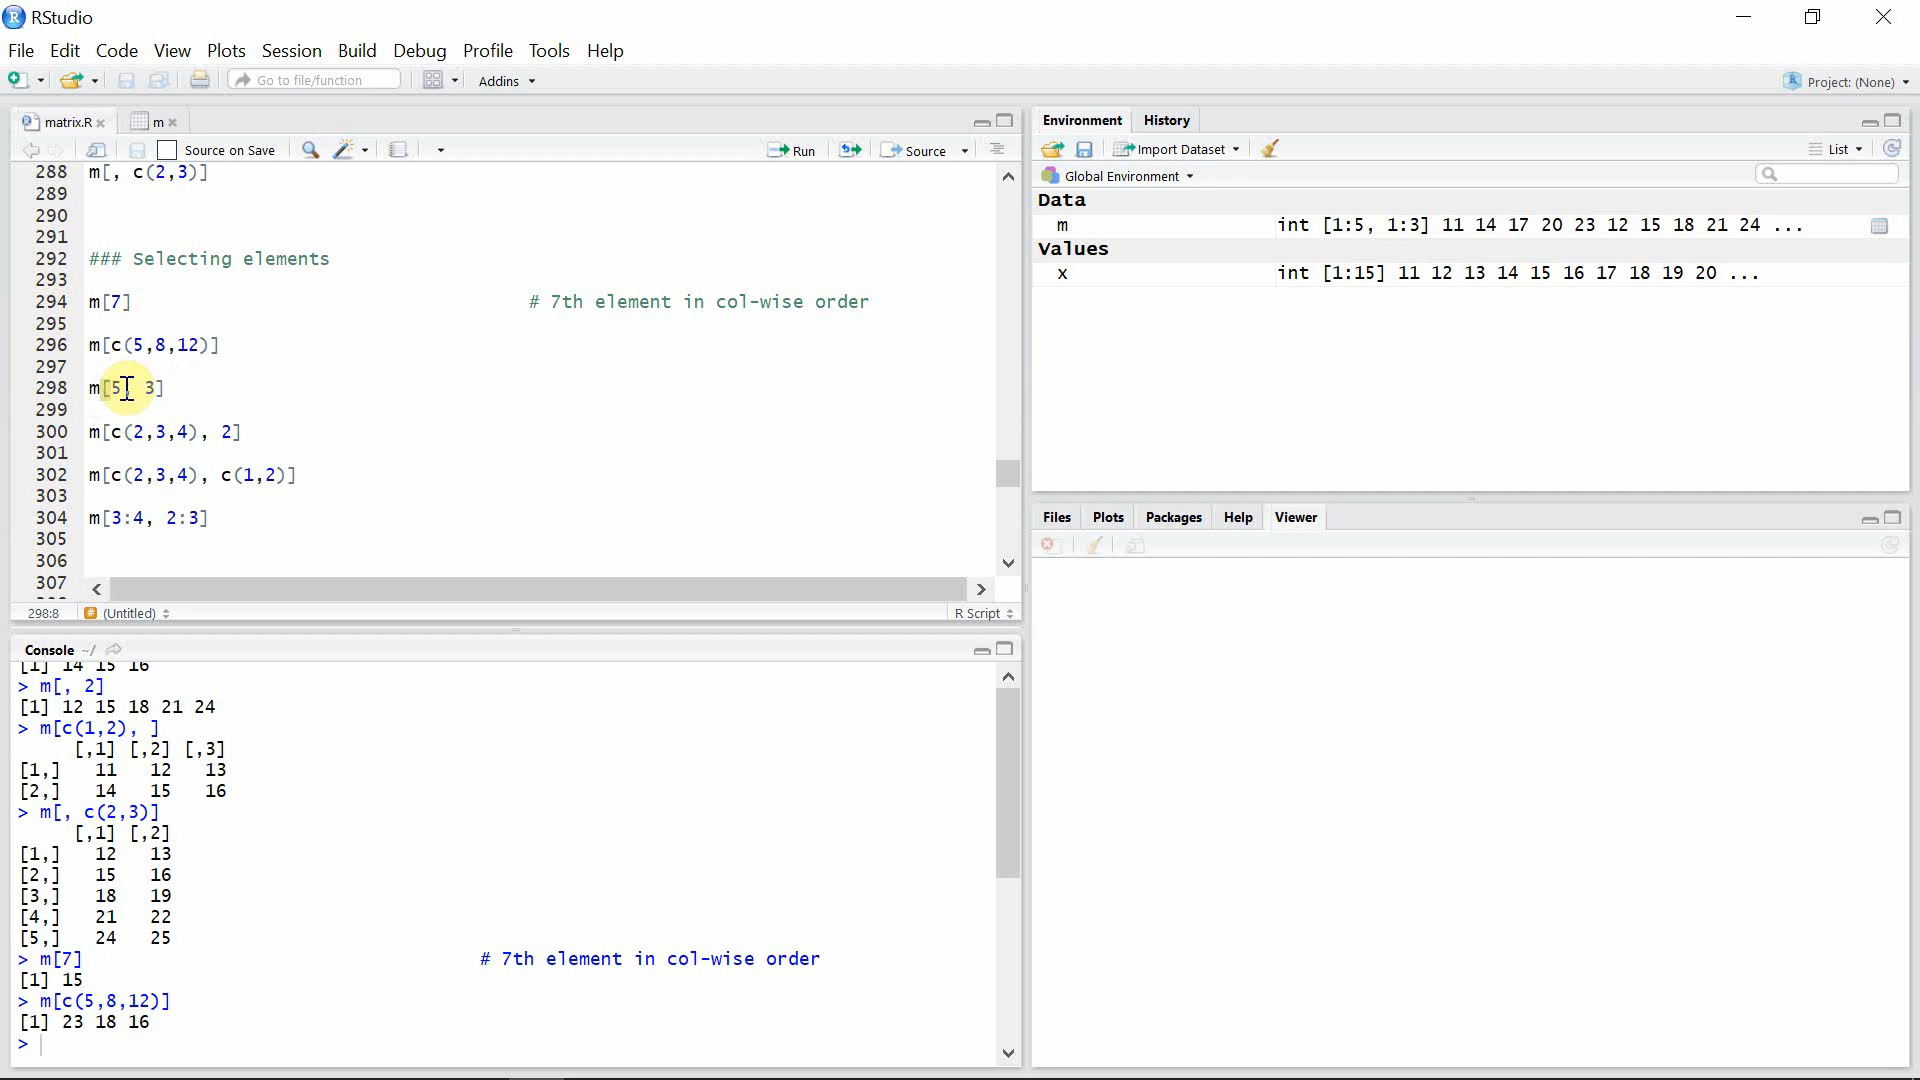 RStudio
File Edit Code View Plots Session Build Debug Profile Tools Help
Go to file/function Addins Project: (None)
matrix.R m
Source on Save Run Source
288 m[, c(2,3)]
289
290
291
292 ### Selecting elements
293
294 m[7] # 7th element in col-wise order
295
296 m[c(5,8,12)]
297
298 m[5, 3]
299
300 m[c(2,3,4), 2]
301
302 m[c(2,3,4), c(1,2)]
303
304 m[3:4, 2:3]
305
306
307
298:8 (Untitled) R Script
Console ~/
[1] 14 15 16
> m[, 2]
[1] 12 15 18 21 24
> m[c(1,2), ]
[,1] [,2] [,3]
[1,] 11 12 13
[2,] 14 15 16
> m[, c(2,3)]
[,1] [,2]
[1,] 12 13
[2,] 15 16
[3,] 18 19
[4,] 21 22
[5,] 24 25
> m[7] # 7th element in col-wise order
[1] 15
> m[c(5,8,12)]
[1] 23 18 16
>
Environment History
Import Dataset List
Global Environment
Data
m int [1:5, 1:3] 11 14 17 20 23 12 15 18 21 24 ...
Values
x int [1:15] 11 12 13 14 15 16 17 18 19 20 ...
Files Plots Packages Help Viewer